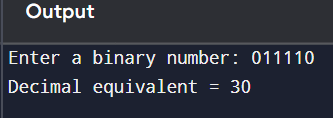 Output
Enter a binary number: 011110
Decimal equivalent = 30